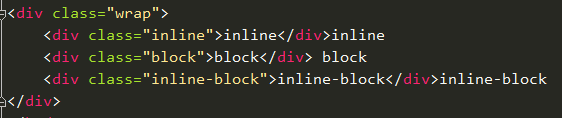 <div class="wrap">
<div class="inline">inline</div>inline
<div class="block">block</div> block
<div class="inline-block">inline-block</div>inline-block
</div>